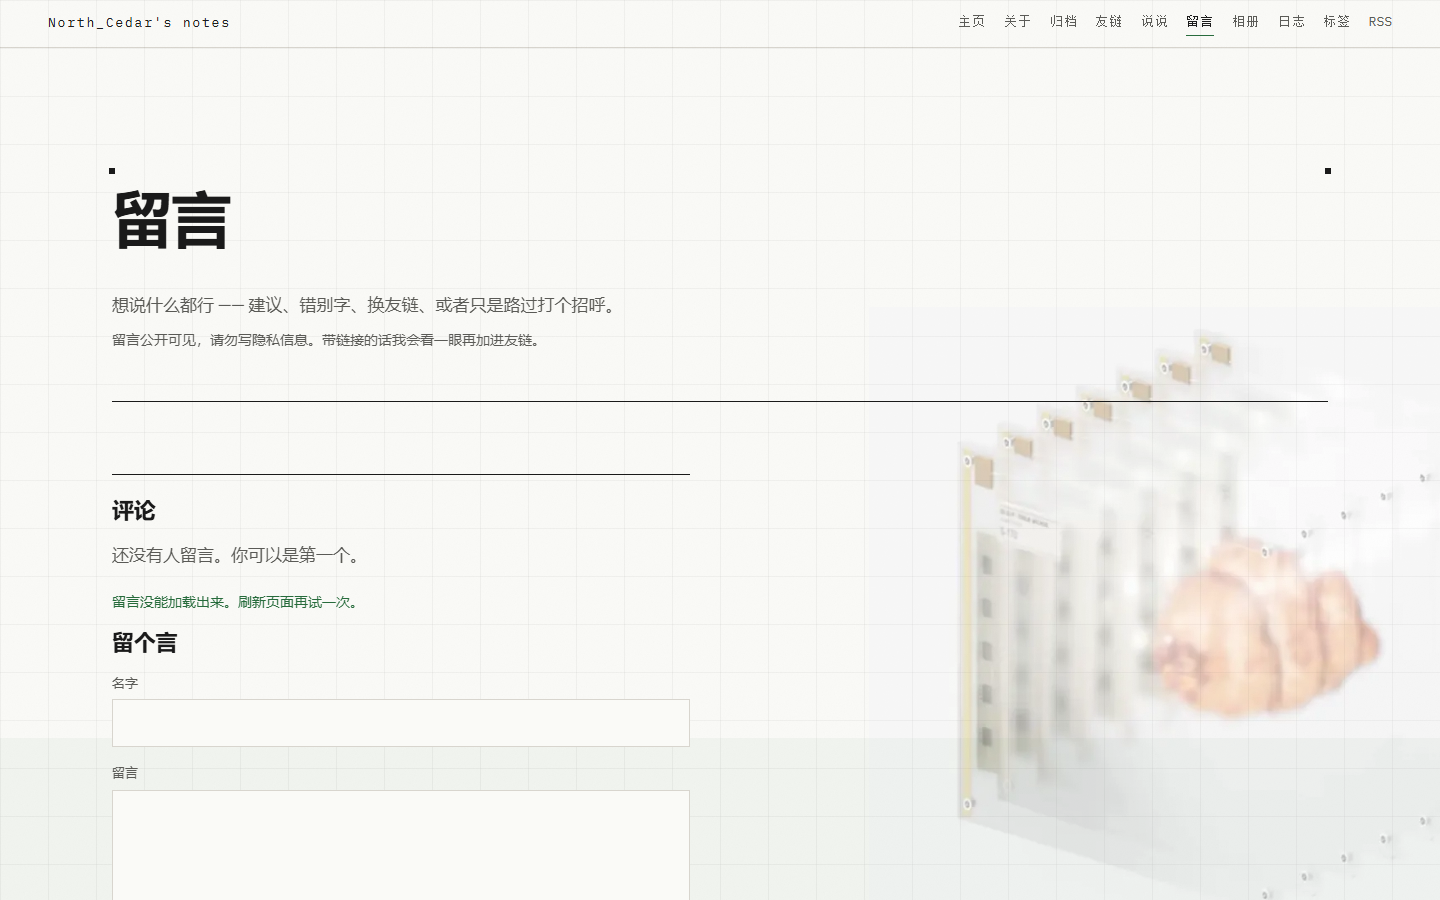 North_Cedar's notes
主页 关于 归档 友链 说说 留言 相册 日志 标签 RSS
留言
想说什么都行 —— 建议、错别字、换友链、或者只是路过打个招呼。
留言公开可见，请勿写隐私信息。带链接的话我会看一眼再加进友链。
评论
还没有人留言。你可以是第一个。
留言没能加载出来。刷新页面再试一次。
留个言
名字
留言